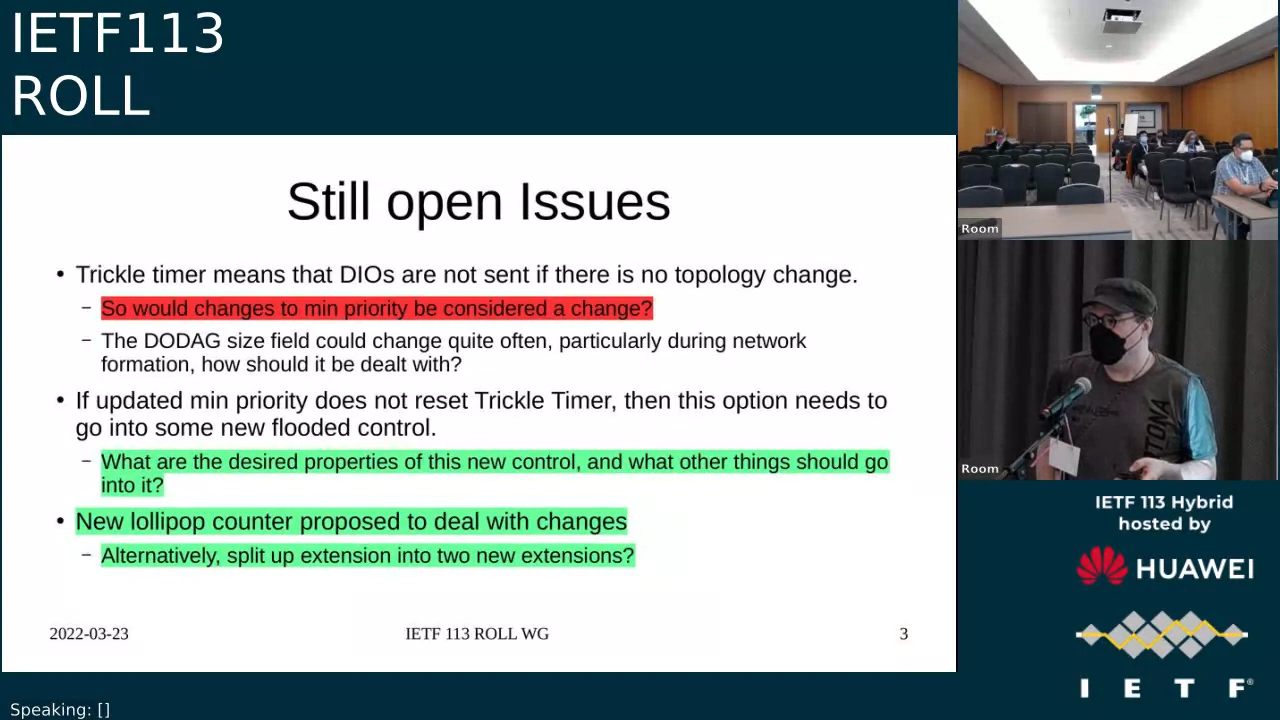 IETF113
ROLL
Still open Issues
• Trickle timer means that DIOs are not sent if there is no topology change.
– So would changes to min priority be considered a change?
– The DODAG size field could change quite often, particularly during network
formation, how should it be dealt with?
• If updated min priority does not reset Trickle Timer, then this option needs to
go into some new flooded control.
– What are the desired properties of this new control, and what other things should go
into it?
• New lollipop counter proposed to deal with changes
– Alternatively, split up extension into two new extensions?
2022-03-23
IETF 113 ROLL WG
3
Room
Room
IETF 113 Hybrid
hosted by
HUAWEI
I E T F®
Speaking: []